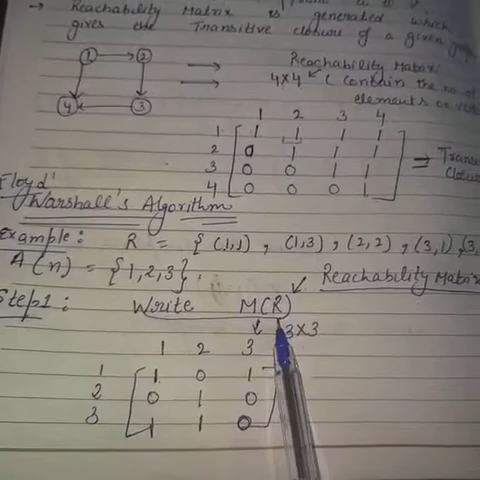 → Reachability Matrix is generated which
gives the Transitive closure of a given
1 2
4 3
→ Reachability Matrix
→ 4×4 ( contain the no of
elements or
1 2 3 4
1 1 1 1 1
2 0 1 1 1
3 0 0 1 1
4 0 0 0 1
⇒
Floyd'
Warshall's Algorithm
Example: R = { (1,1) , (1,3) , (2,2) , (3,1)
A(n) = {1,2,3}.
Reachability Matrix
Step1: Write M(R)
3×3
1 2 3
1 1 0 1
2 0 1 0
3 1 1 0